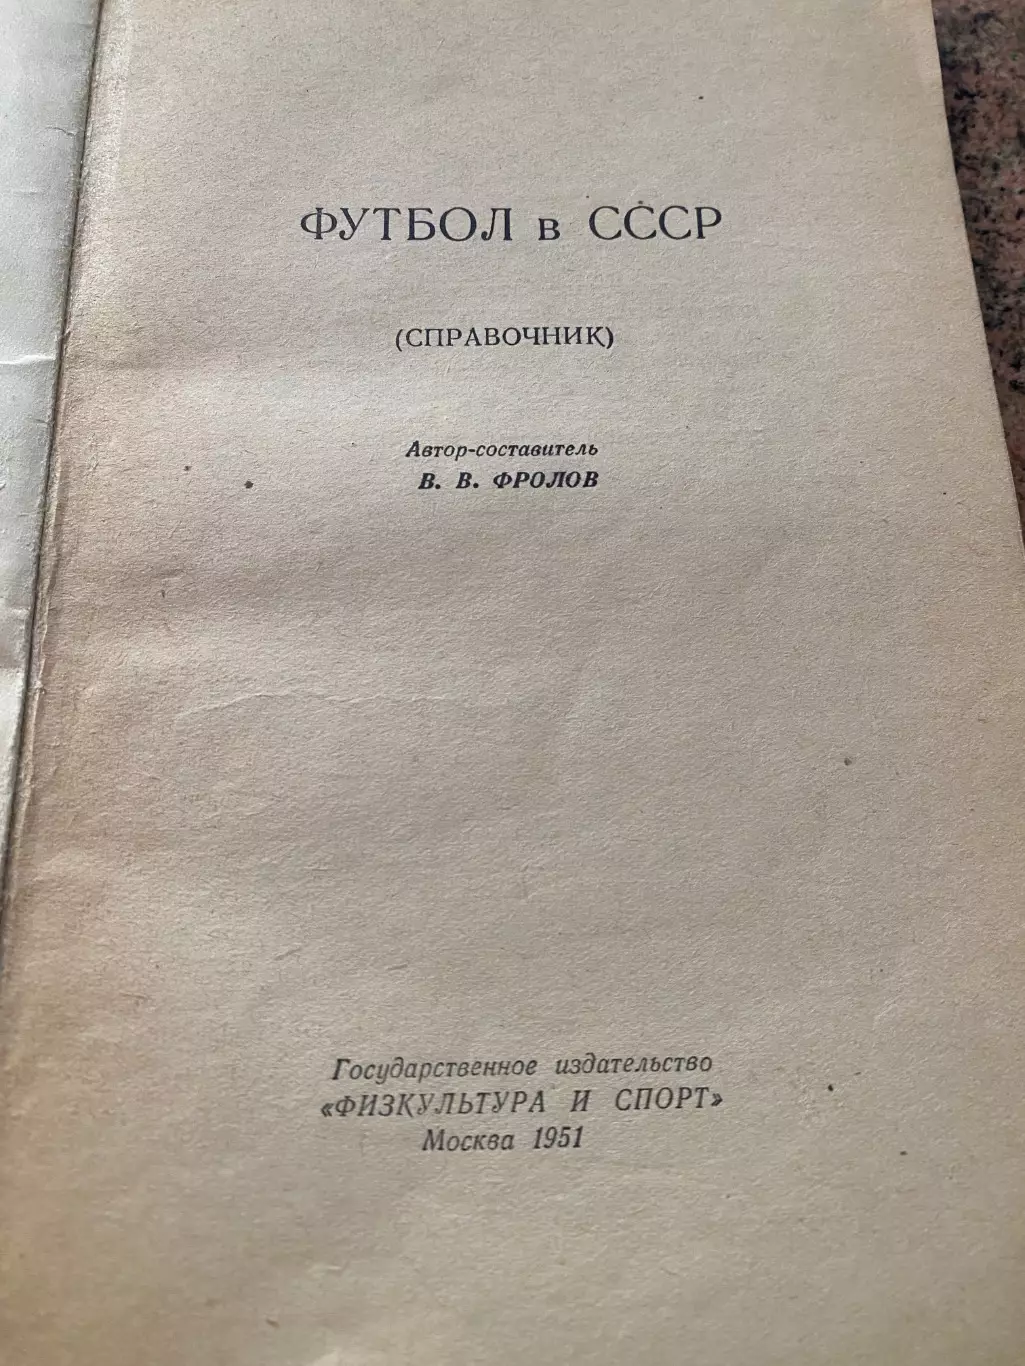 ФУТБОЛ в СССР
(СПРАВОЧНИК)
Автор-составитель
В. В. ФРОЛОВ
Государственное издательство
«ФИЗКУЛЬТУРА И СПОРТ»
Москва 1951